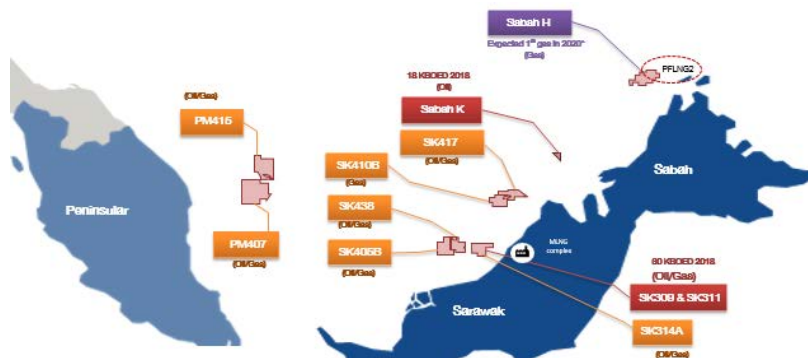 Sabah H
Expected 1st gas in 2020*
(Gas)
PFLNG2
18 KBOED 2018
(Oil)
Sabah K
(Oil/Gas)
PM415
SK417
(Oil/Gas)
SK410B
(Gas)
Sabah
Peninsular
SK438
(Oil/Gas)
PM407
(Oil/Gas)
SK405B
(Oil/Gas)
MLNG
complex
60 KBOED 2018
(Oil/Gas)
SK309 & SK311
Sarawak
SK314A
(Oil/Gas)